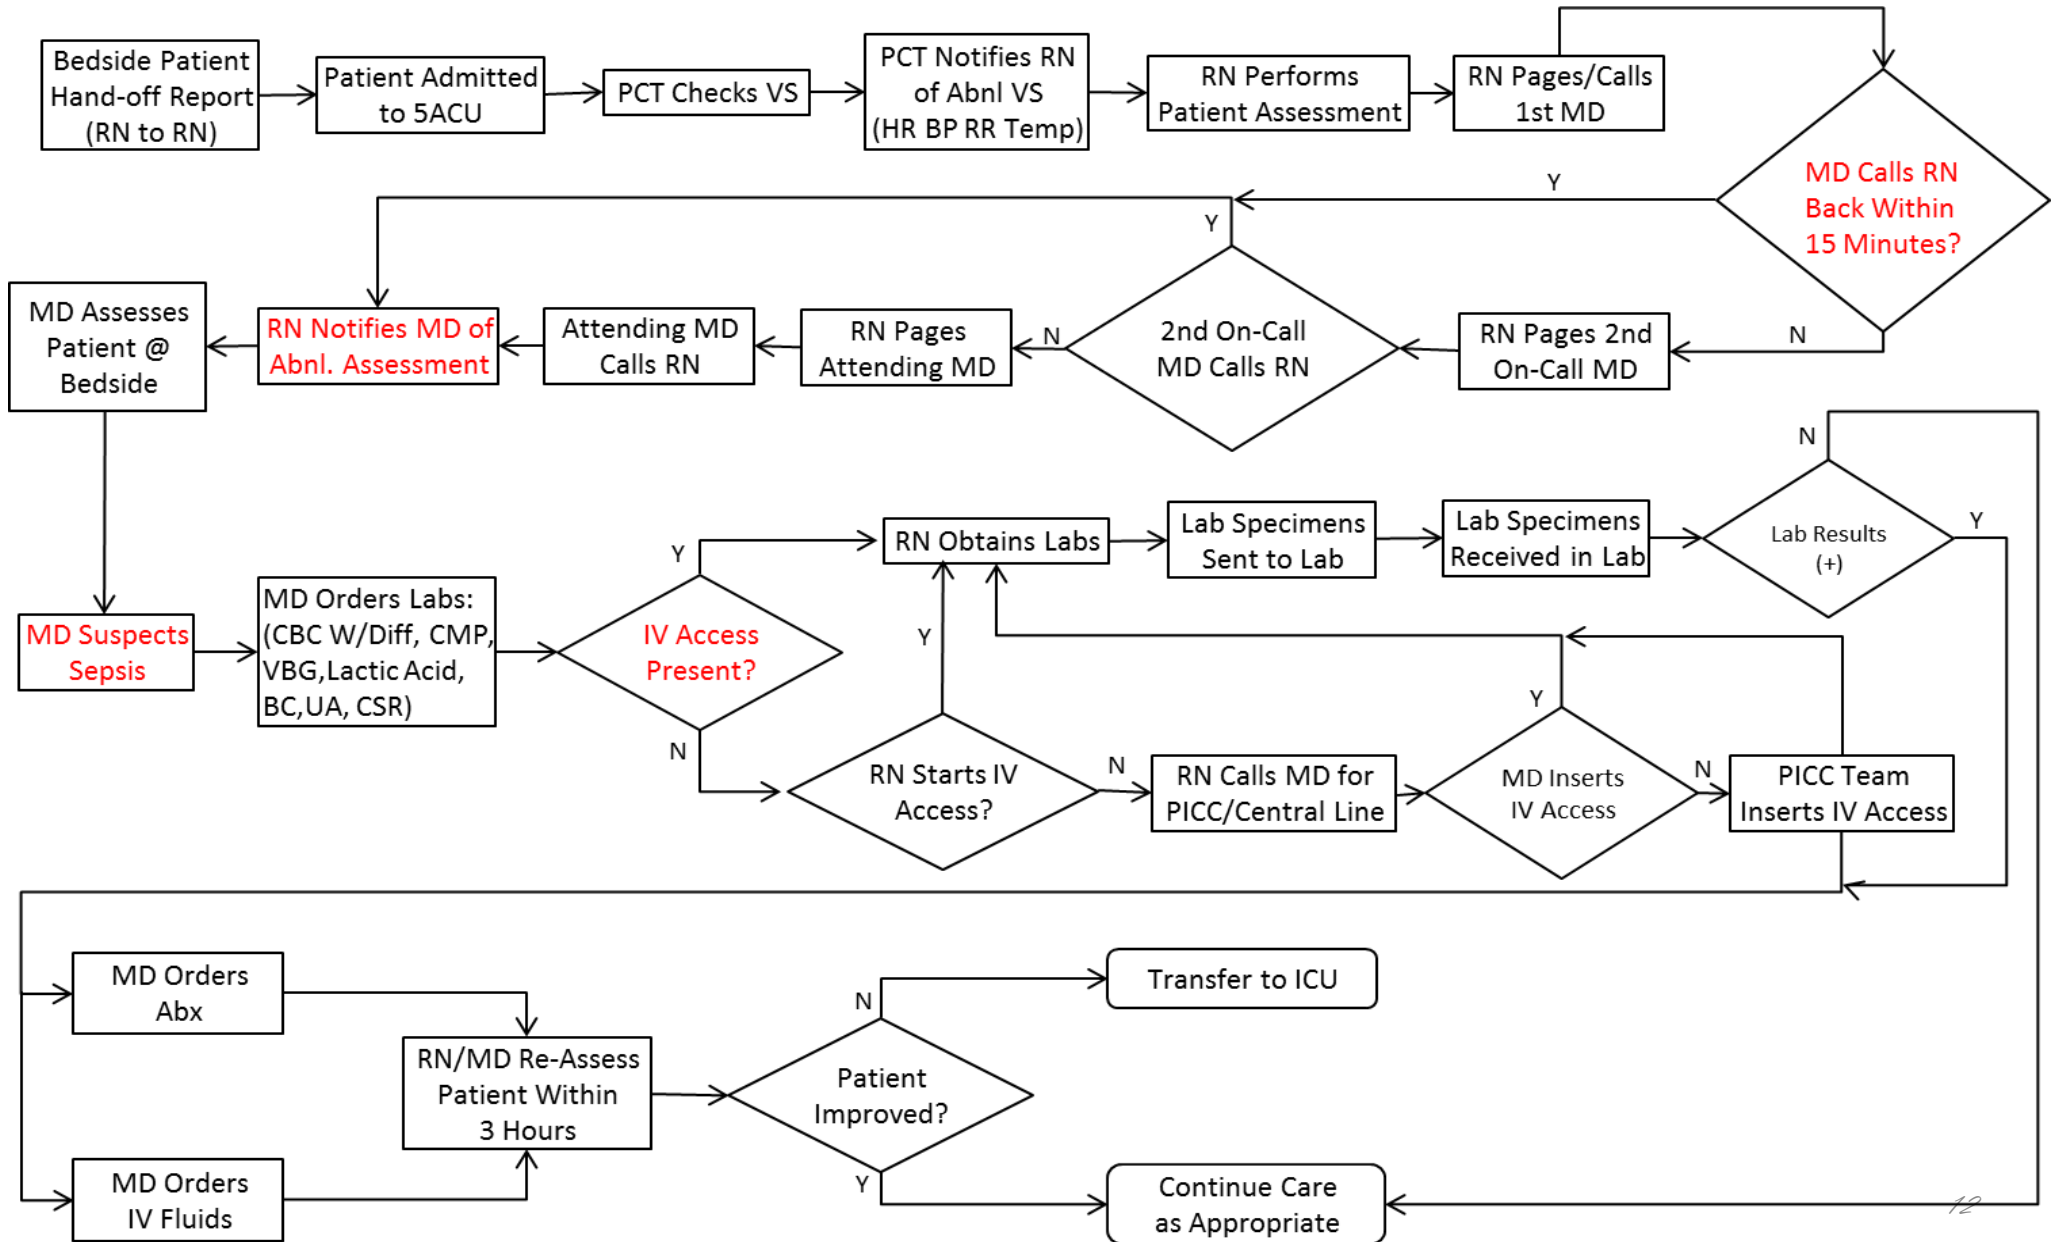 Bedside Patient
Hand-off Report
(RN to RN)
Patient Admitted
to 5ACU
PCT Checks VS
PCT Notifies RN
of Abnl VS
(HR BP RR Temp)
RN Performs
Patient Assessment
RN Pages/Calls
1st MD
MD Calls RN
Back Within
15 Minutes?
Y
N
RN Pages 2nd
On-Call MD
2nd On-Call
MD Calls RN
Y
N
RN Pages
Attending MD
Attending MD
Calls RN
RN Notifies MD of
Abnl. Assessment
MD Assesses
Patient @
Bedside
MD Suspects
Sepsis
MD Orders Labs:
(CBC W/Diff, CMP,
VBG,Lactic Acid,
BC,UA, CSR)
IV Access
Present?
Y
N
RN Obtains Labs
Lab Specimens
Sent to Lab
Lab Specimens
Received in Lab
Lab Results
(+)
N
Y
RN Starts IV
Access?
Y
N
RN Calls MD for
PICC/Central Line
MD Inserts
IV Access
Y
N
PICC Team
Inserts IV Access
MD Orders
Abx
MD Orders
IV Fluids
RN/MD Re-Assess
Patient Within
3 Hours
Patient
Improved?
N
Y
Transfer to ICU
Continue Care
as Appropriate
12